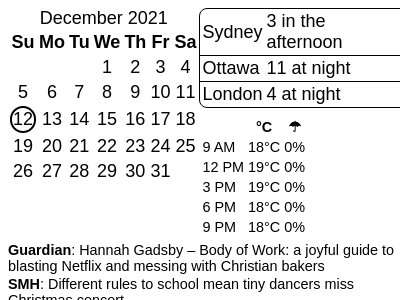 December 2021
Su Mo Tu We Th Fr Sa
1 2 3 4
5 6 7 8 9 10 11
12 13 14 15 16 17 18
19 20 21 22 23 24 25
26 27 28 29 30 31
Sydney 3 in the
afternoon
Ottawa 11 at night
London 4 at night
°C ☂
9 AM 18°C 0%
12 PM 19°C 0%
3 PM 19°C 0%
6 PM 18°C 0%
9 PM 18°C 0%
Guardian: Hannah Gadsby – Body of Work: a joyful guide to
blasting Netflix and messing with Christian bakers
SMH: Different rules to school mean tiny dancers miss
Christmas concert